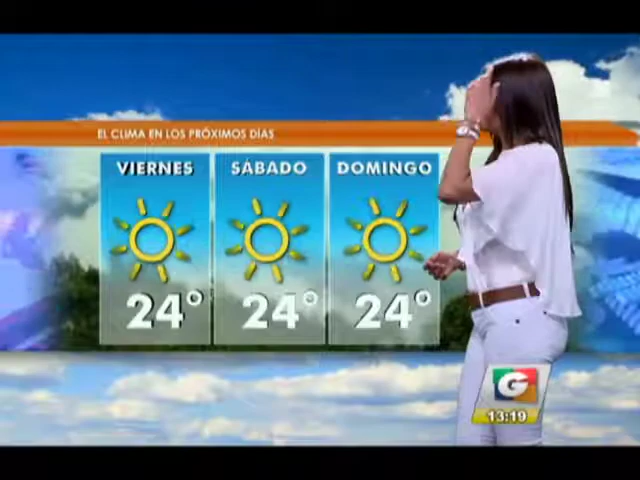 EL CLIMA EN LOS PRÓXIMOS DÍAS
VIERNES SÁBADO DOMINGO
24° 24° 24°
G
13:19